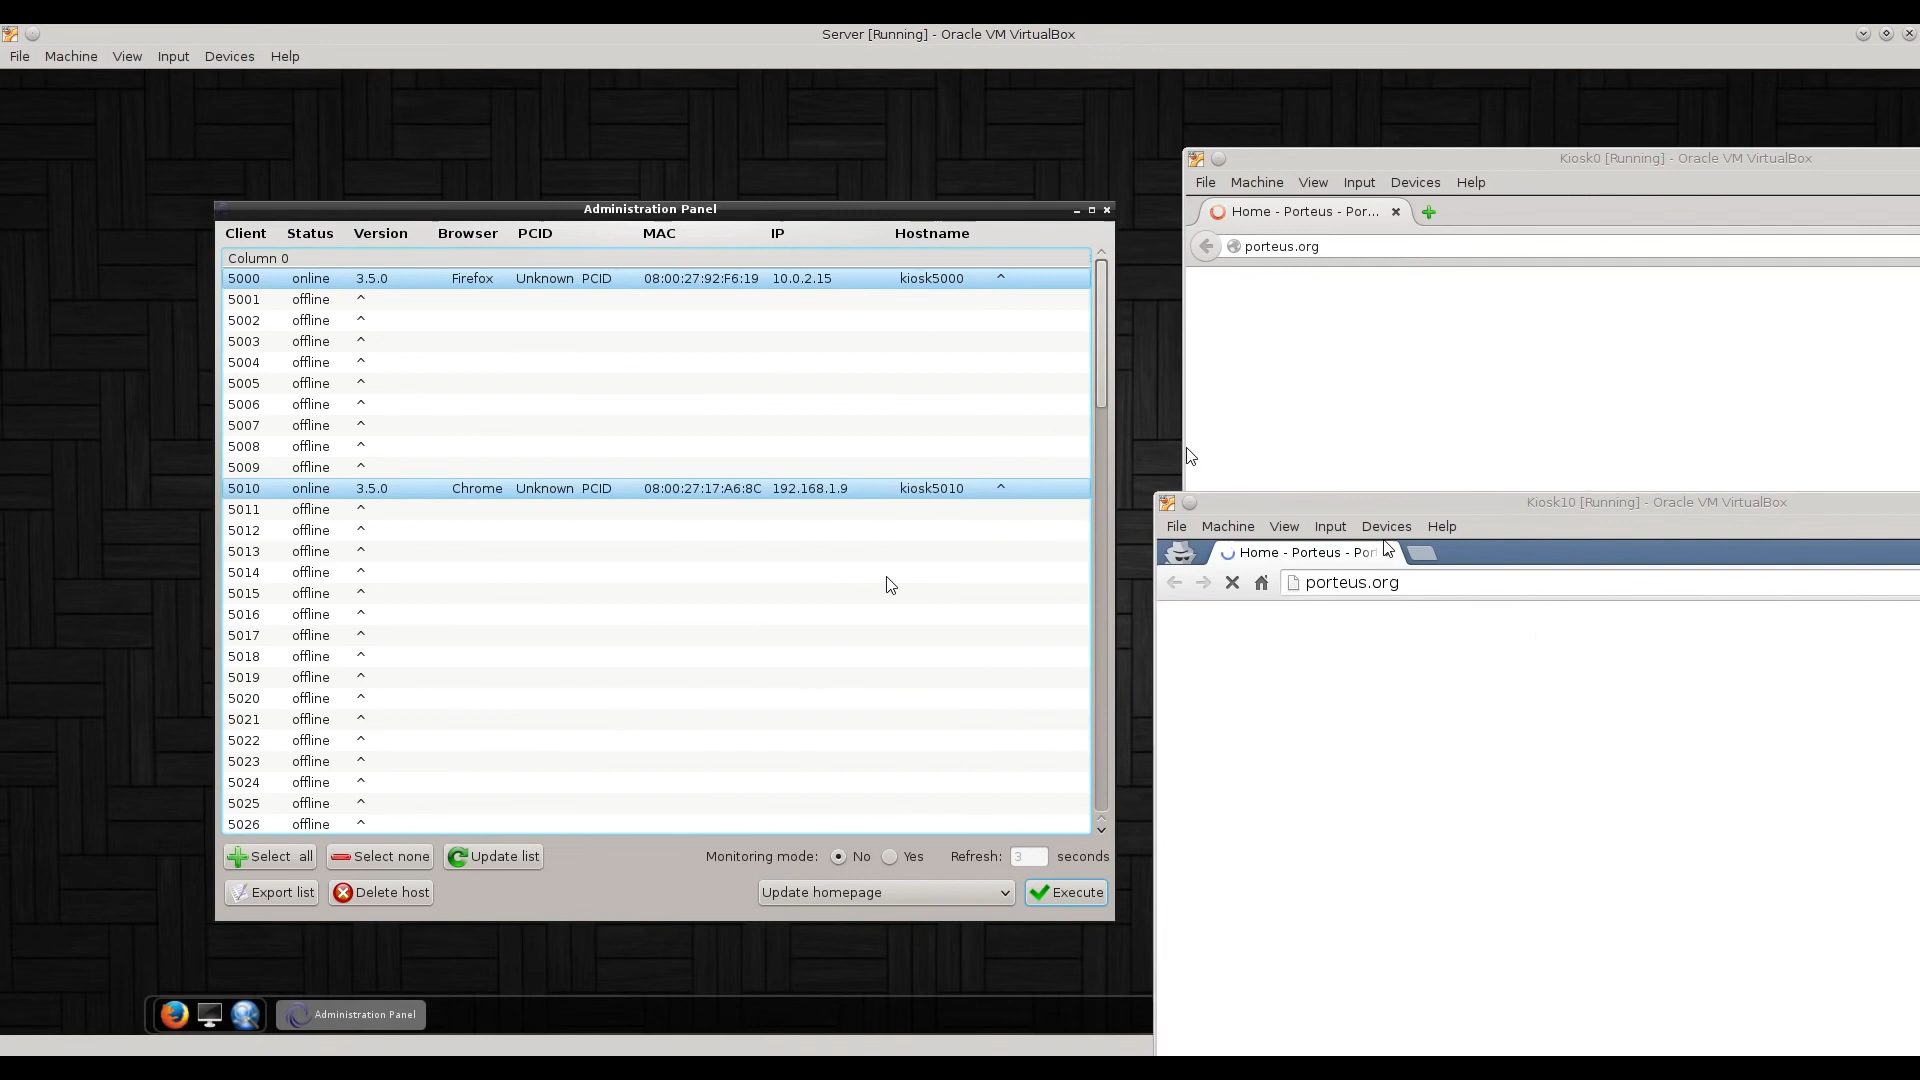 Server [Running] - Oracle VM VirtualBox
File Machine View Input Devices Help
Kiosk0 [Running] - Oracle VM VirtualBox
File Machine View Input Devices Help
Home - Porteus - Por...
porteus.org
Administration Panel
Client Status Version Browser PCID MAC IP Hostname
Column 0
5000 online 3.5.0 Firefox Unknown PCID 08:00:27:92:F6:19 10.0.2.15 kiosk5000 ^
5001 offline ^
5002 offline ^
5003 offline ^
5004 offline ^
5005 offline ^
5006 offline ^
5007 offline ^
5008 offline ^
5009 offline ^
5010 online 3.5.0 Chrome Unknown PCID 08:00:27:17:A6:8C 192.168.1.9 kiosk5010 ^
5011 offline ^
5012 offline ^
5013 offline ^
5014 offline ^
5015 offline ^
5016 offline ^
5017 offline ^
5018 offline ^
5019 offline ^
5020 offline ^
5021 offline ^
5022 offline ^
5023 offline ^
5024 offline ^
5025 offline ^
5026 offline ^
Select all Select none Update list Monitoring mode: No Yes Refresh: 3 seconds
Export list Delete host Update homepage Execute
Kiosk10 [Running] - Oracle VM VirtualBox
File Machine View Input Devices Help
Home - Porteus - Por
porteus.org
Administration Panel